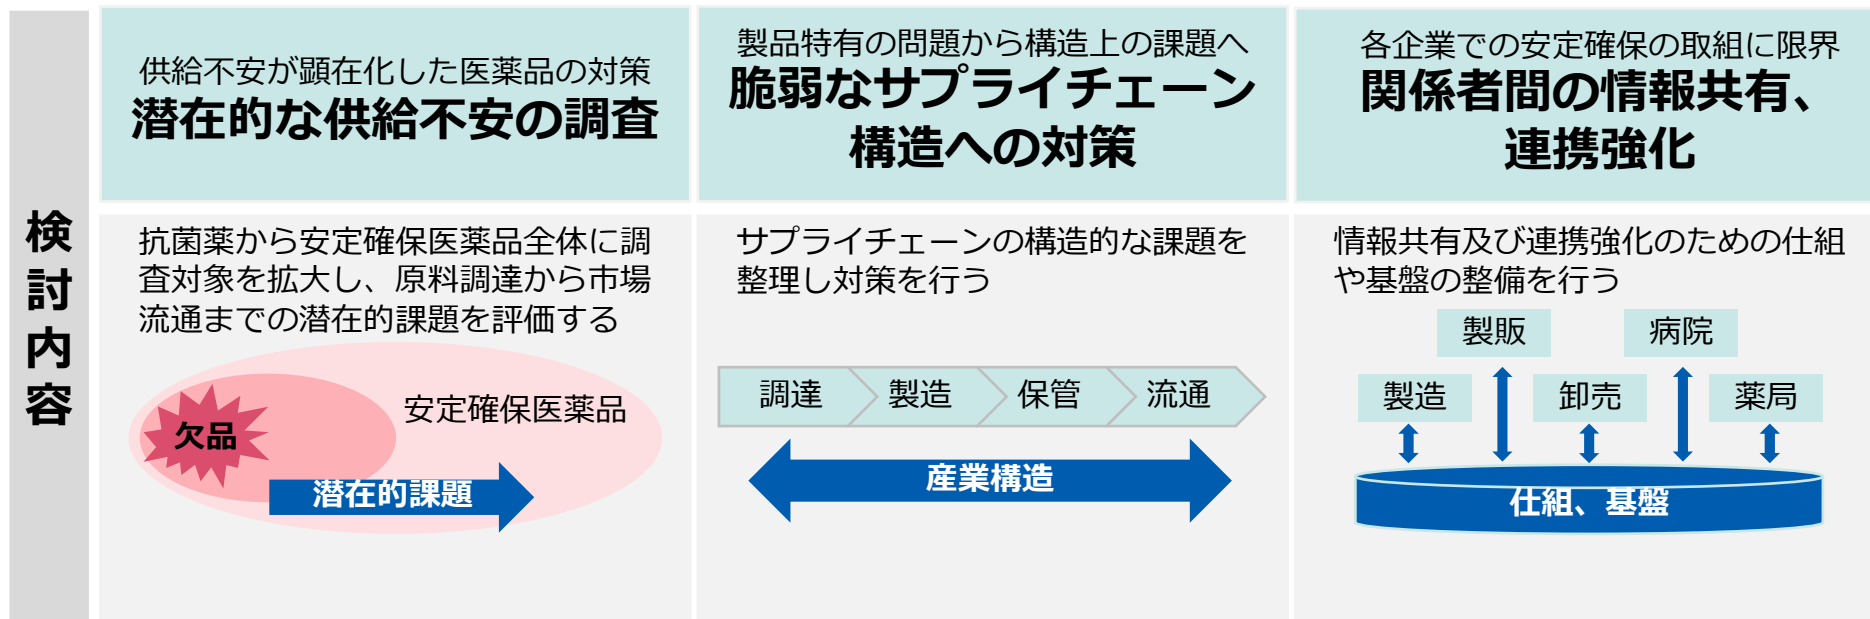 検討内容
供給不安が顕在化した医薬品の対策
潜在的な供給不安の調査
抗菌薬から安定確保医薬品全体に調
査対象を拡大し、原料調達から市場
流通までの潜在的課題を評価する
安定確保医薬品
欠品
潜在的課題
製品特有の問題から構造上の課題へ
脆弱なサプライチェーン
構造への対策
サプライチェーンの構造的な課題を
整理し対策を行う
調達 製造 保管 流通
産業構造
各企業での安定確保の取組に限界
関係者間の情報共有、
連携強化
情報共有及び連携強化のための仕組
や基盤の整備を行う
製販 病院
製造 卸売 薬局
仕組、基盤